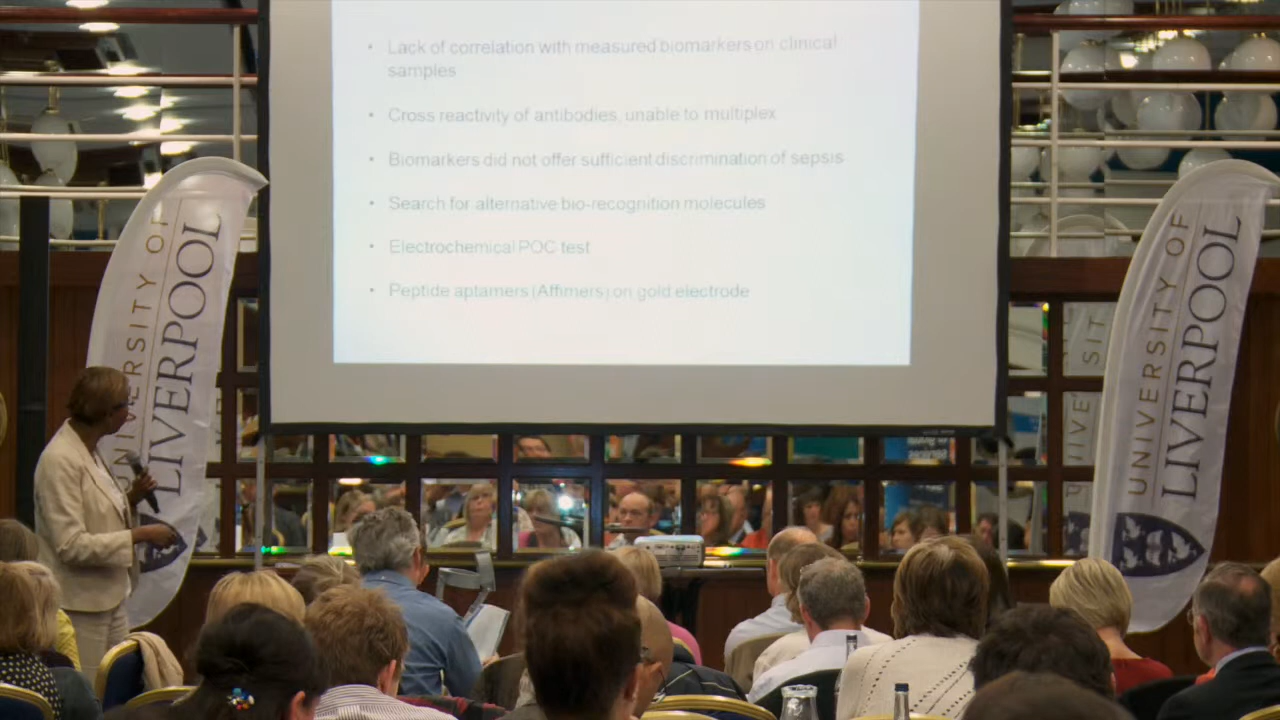 • Lack of correlation with measured biomarkers on clinical
samples
• Cross reactivity of antibodies, unable to multiplex
• Biomarkers did not offer sufficient discrimination of sepsis
• Search for alternative bio-recognition molecules
• Electrochemical POC test
• Peptide aptamers (Affimers) on gold electrode
UNIVERSITY OF
LIVERPOOL
UNIVERSITY OF
LIVERPOOL